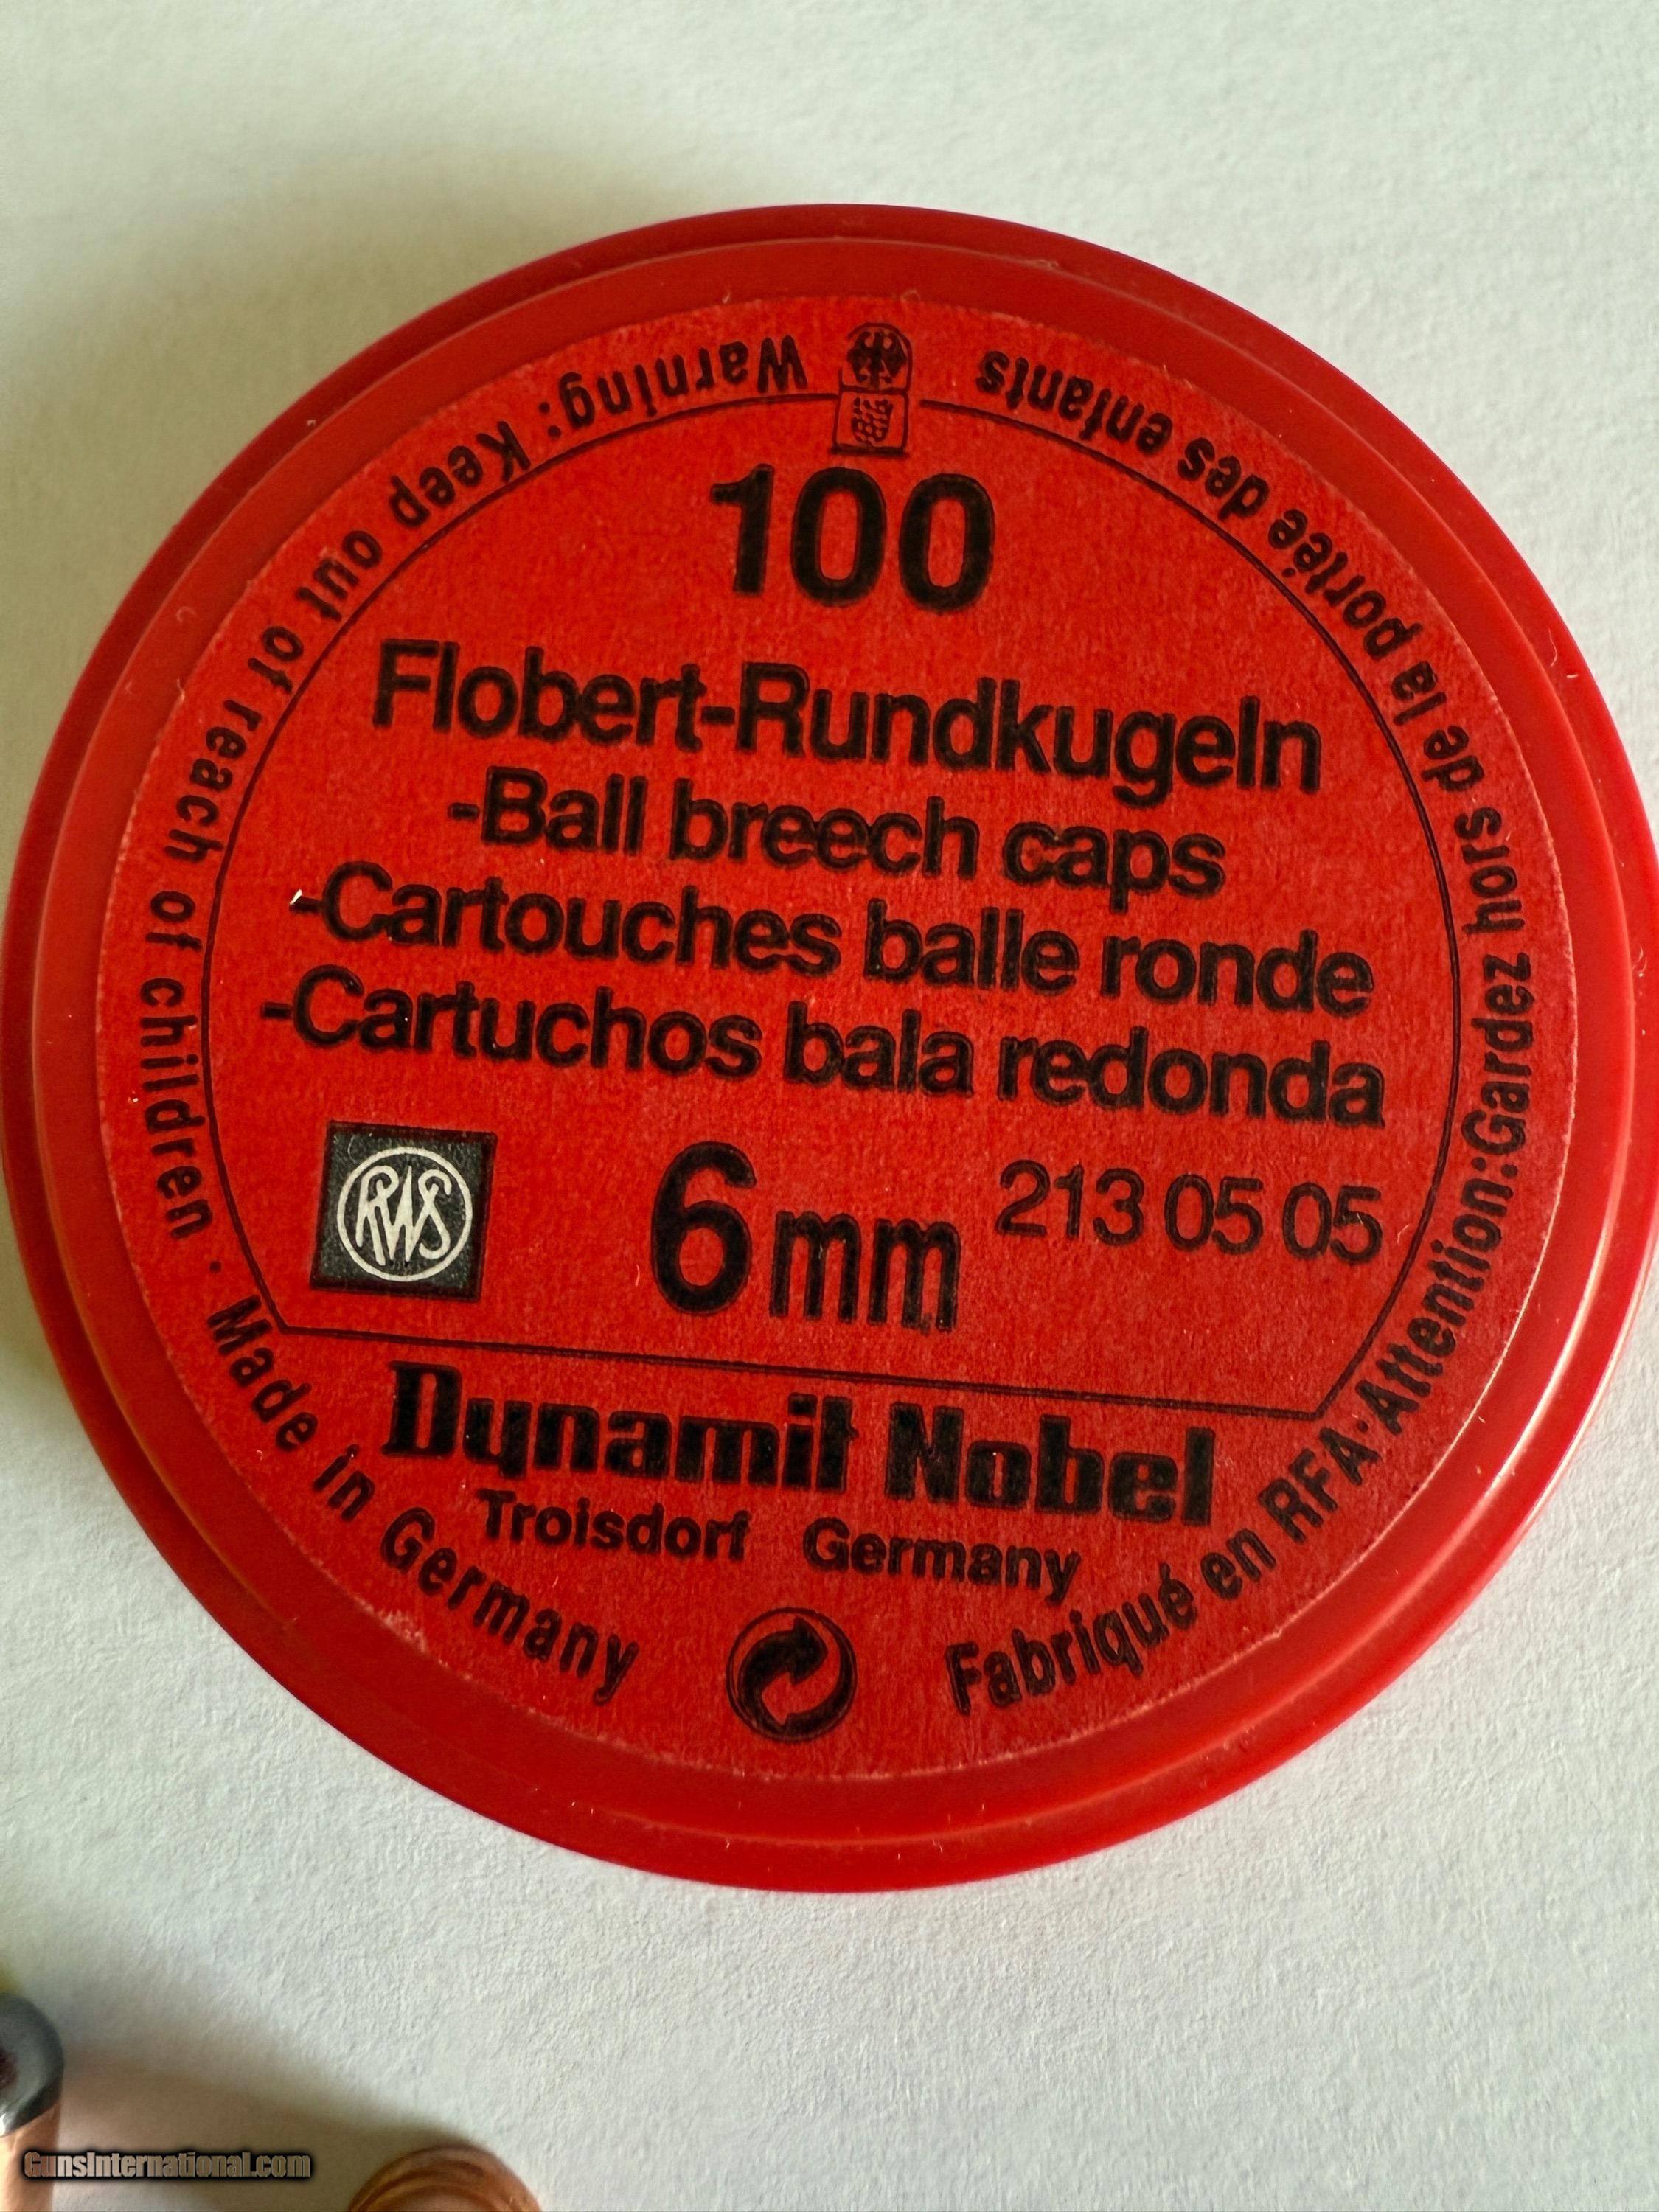 100
Flobert-Rundkugeln
-Ball breech caps
-Cartouches balle ronde
-Cartuchos bala redonda
RWS
6mm
213 05 05
Dynamit Nobel
Troisdorf Germany
Warning: Keep out of reach of children · Made in Germany
Fabriqué en RFA·Attention:Gardez hors de la portée des enfants
GunsInternational.com